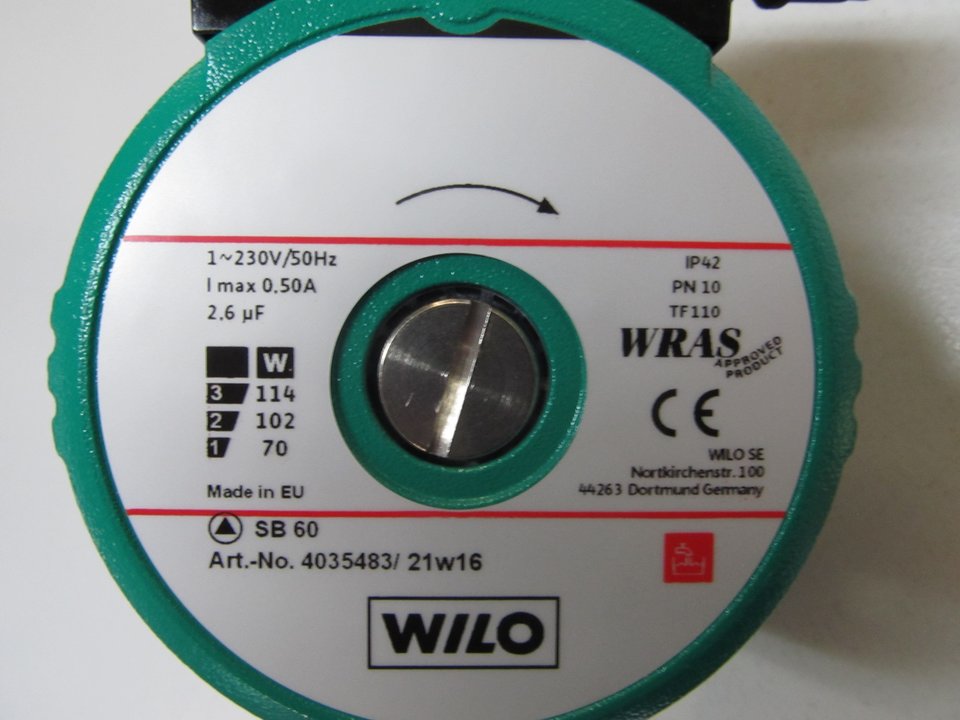 1~230V/50Hz
I max 0,50A
2,6 µF
W
3 114
2 102
1 70
Made in EU
IP42
PN 10
TF110
WRAS
APPROVED
PRODUCT
CE
WILO SE
Nortkirchenstr. 100
44263 Dortmund Germany
SB 60
Art.-No. 4035483/ 21w16
WILO